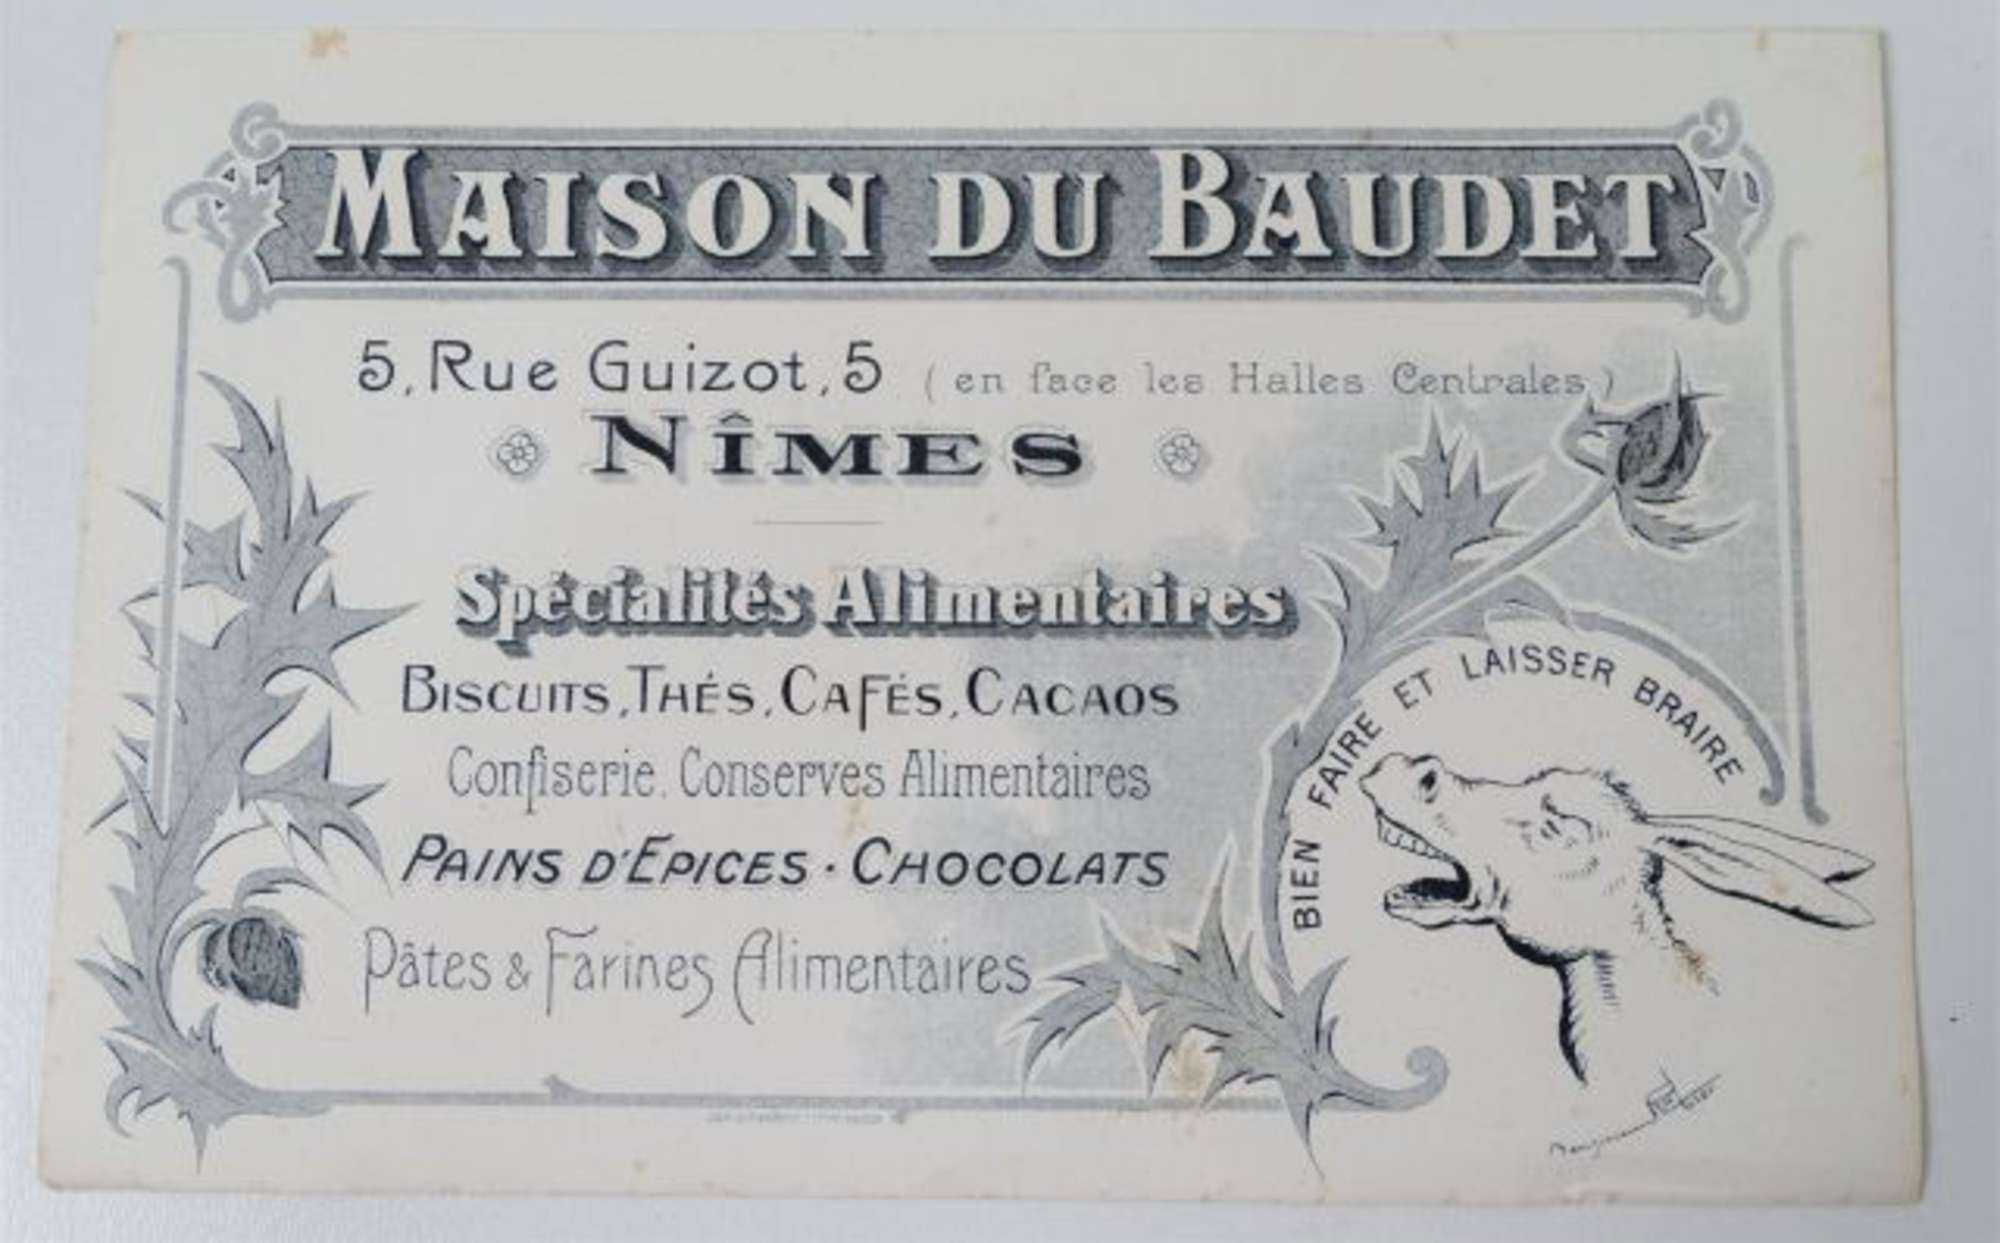 MAISON DU BAUDET
5, Rue Guizot, 5 (en face les Halles Centrales)
NÎMES
Spécialités Alimentaires
BISCUITS, THÉS, CAFÉS, CACAOS
Confiserie, Conserves Alimentaires
PAINS D'EPICES · CHOCOLATS
Pâtes & Farines Alimentaires
BIEN FAIRE ET LAISSER BRAIRE